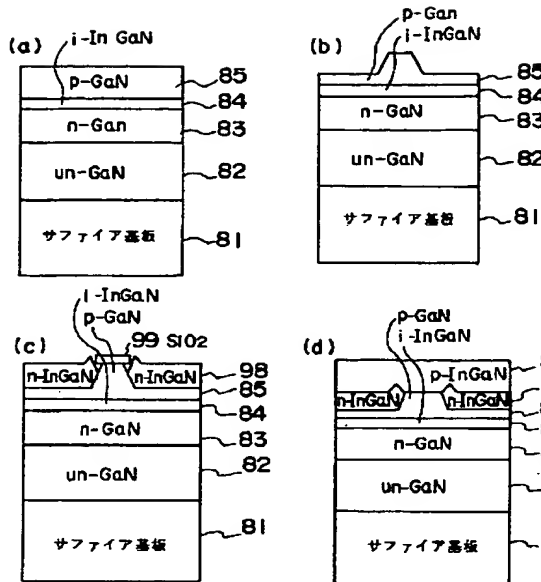 (a)
i-In GaN
p-GaN
85
84
n-Gan
83
un-GaN
82
サファイア基板
81
(b)
p-Gan
i-InGaN
85
84
n-GaN
83
un-GaN
82
サファイア基板
81
(c)
I-InGaN
p-GaN
99 SIO2
n-InGaN
n-InGaN
98
85
84
n-GaN
83
un-GaN
82
サファイア基板
81
(d)
p-GaN
i-InGaN
p-InGaN
n-InGaN
n-InGaN
n-GaN
un-GaN
サファイア基板